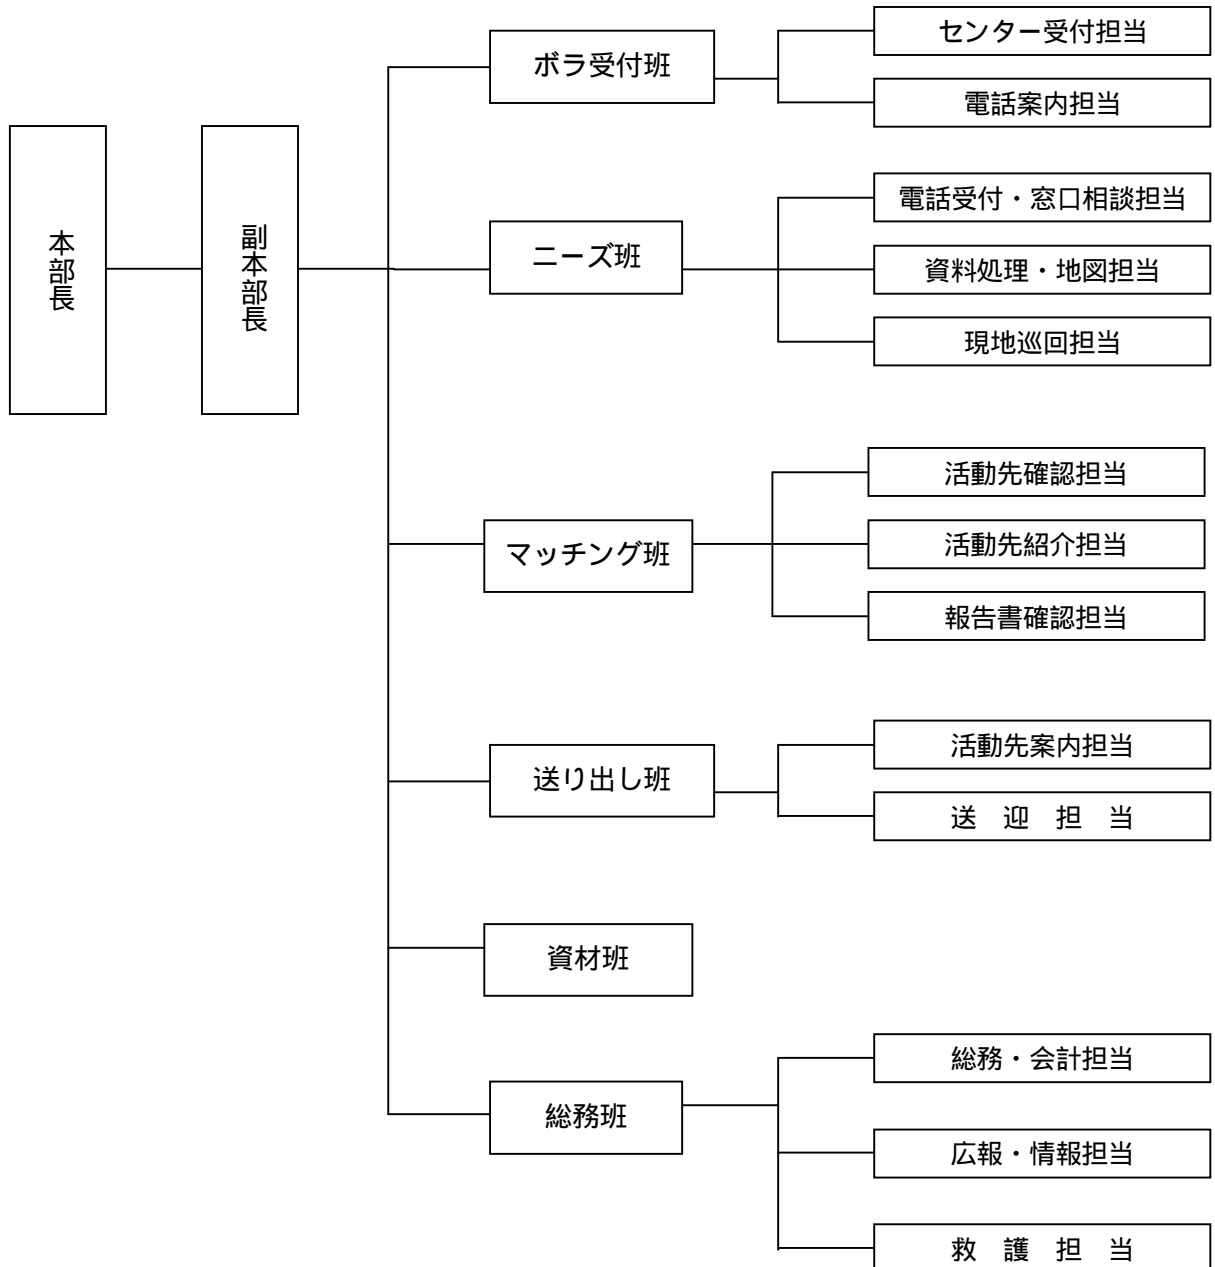 本部長
副本部長
ボラ受付班
センター受付担当
電話案内担当
ニーズ班
電話受付・窓口相談担当
資料処理・地図担当
現地巡回担当
マッチング班
活動先確認担当
活動先紹介担当
報告書確認担当
送り出し班
活動先案内担当
送　迎　担　当
資材班
総務班
総務・会計担当
広報・情報担当
救　護　担　当